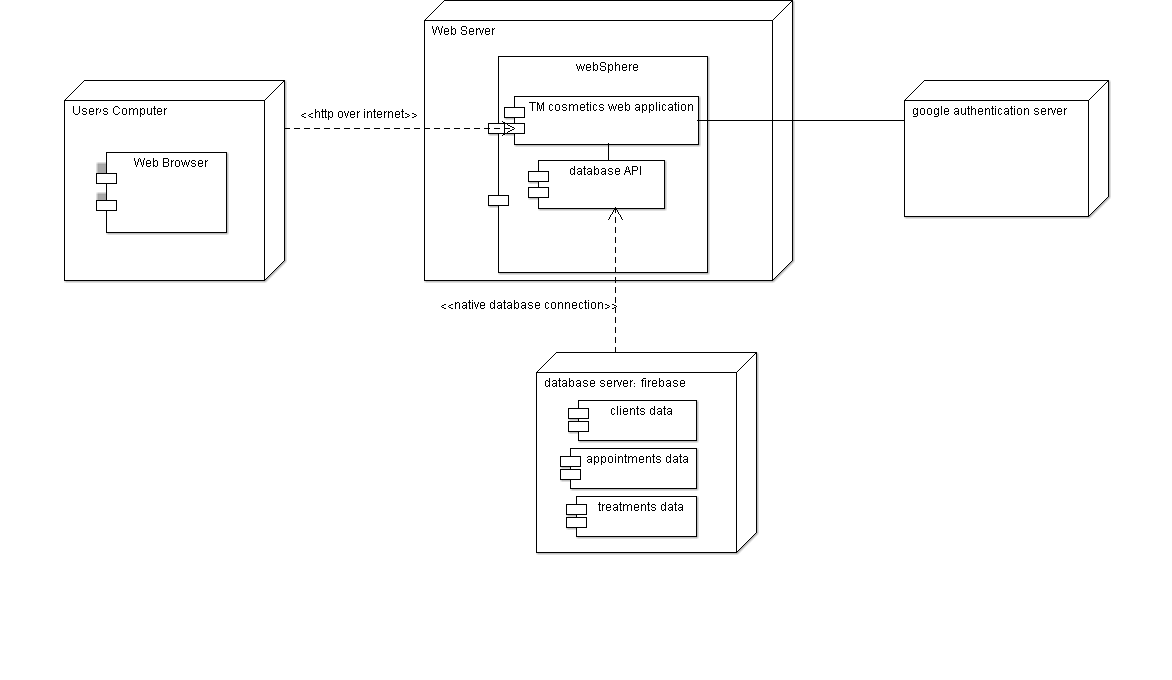 Web Server
webSphere
User's Computer
<<http over internet>>
TM cosmetics web application
google authentication server
Web Browser
database API
<<native database connection>>
database server: firebase
clients data
appointments data
treatments data